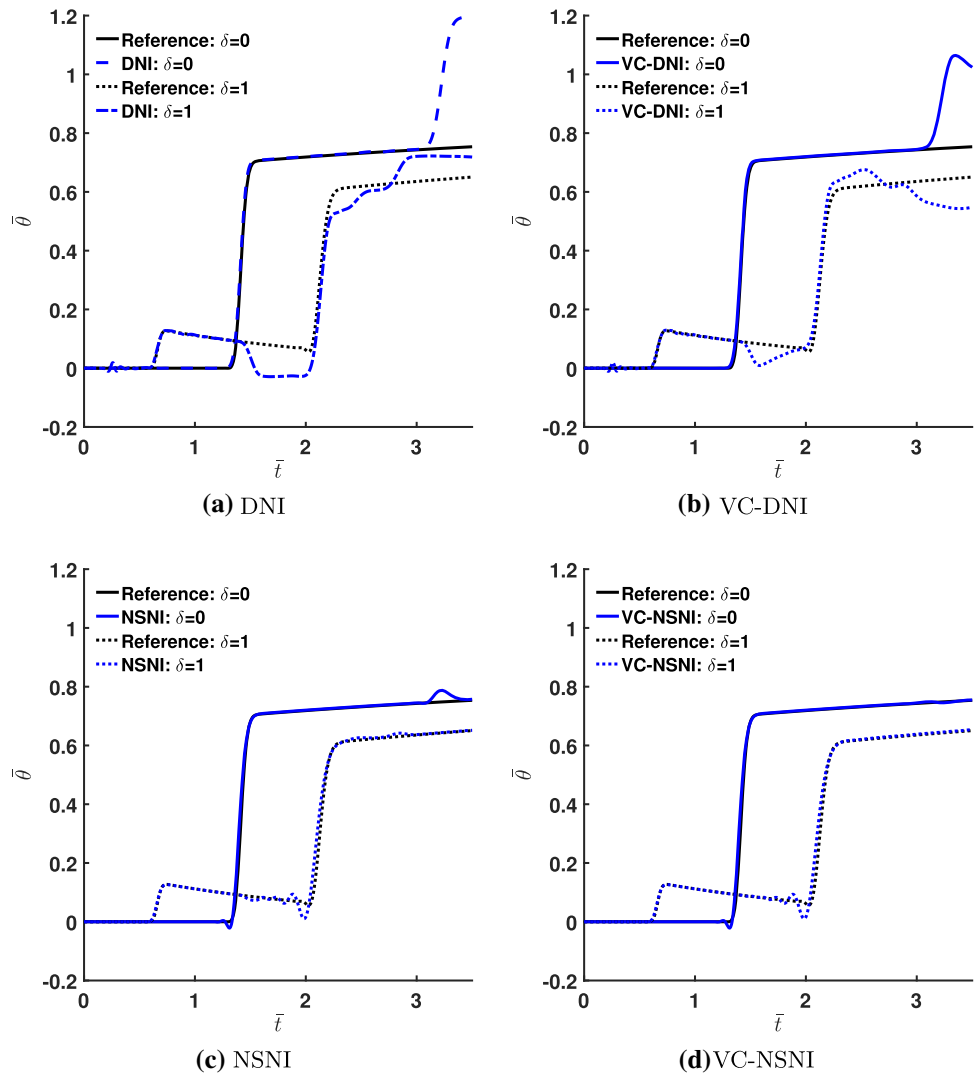 1.2
1
0.8
0.6
0.4
0.2
0
-0.2
θ̄
Reference: δ=0
DNI: δ=0
Reference: δ=1
DNI: δ=1
0 1 2 3
t̄
(a) DNI
1.2
1
0.8
0.6
0.4
0.2
0
-0.2
θ̄
Reference: δ=0
VC-DNI: δ=0
Reference: δ=1
VC-DNI: δ=1
0 1 2 3
t̄
(b) VC-DNI
1.2
1
0.8
0.6
0.4
0.2
0
-0.2
θ̄
Reference: δ=0
NSNI: δ=0
Reference: δ=1
NSNI: δ=1
0 1 2 3
t̄
(c) NSNI
1.2
1
0.8
0.6
0.4
0.2
0
-0.2
θ̄
Reference: δ=0
VC-NSNI: δ=0
Reference: δ=1
VC-NSNI: δ=1
0 1 2 3
t̄
(d)VC-NSNI